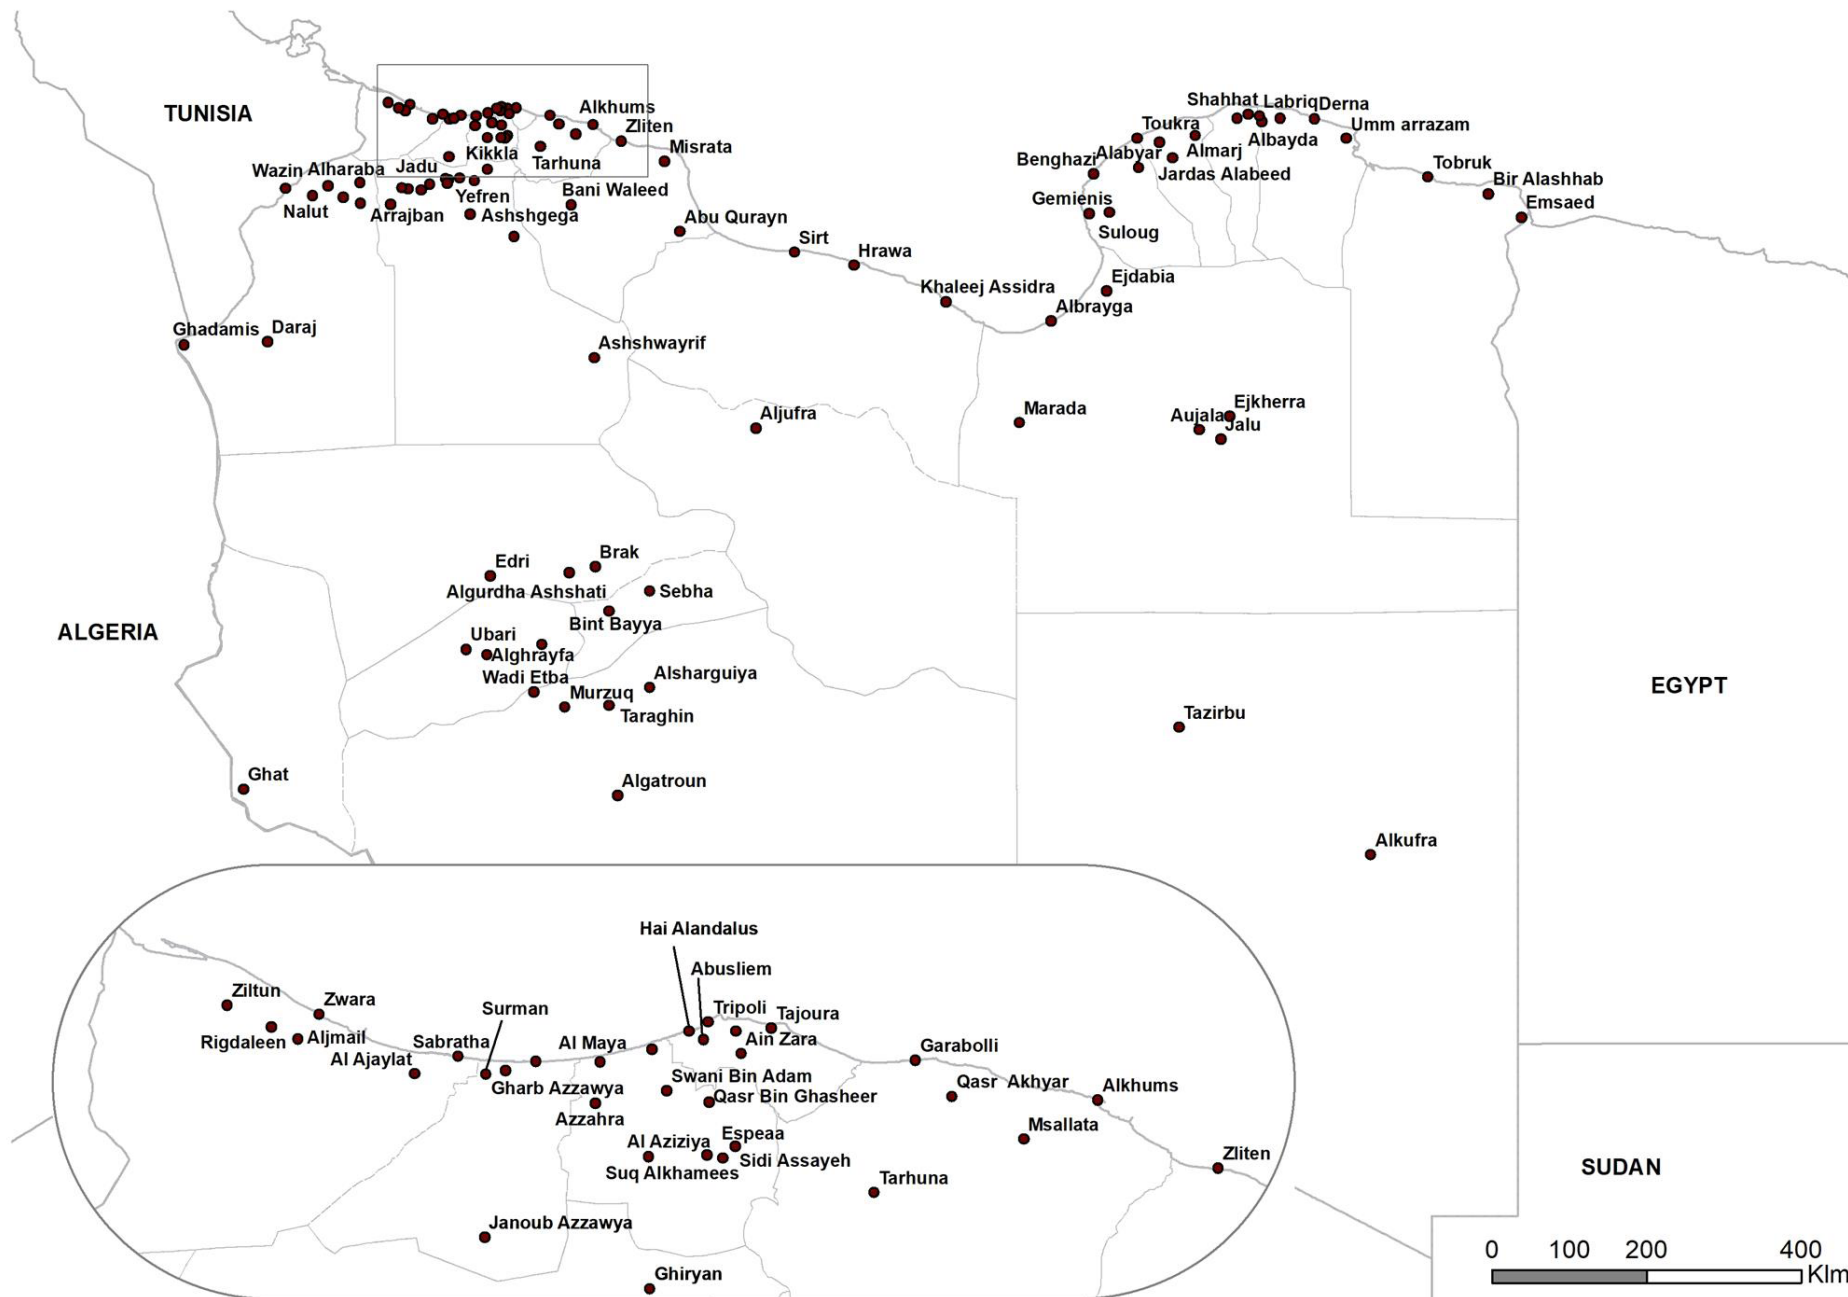 TUNISIA
Alkhums
Zliten
Misrata
Kikkla
Tarhuna
Wazin Alharaba Jadu
Nalut
Arrajban
Yefren
Ashshgega
Bani Waleed
Abu Qurayn
Sirt
Hrawa
Khaleej Assidra
Albrayga
Ejdabia
Shahhat Labriq Derna
Toukra
Umm arrazam
Albayda
Benghazi Alabyar Almarj
Jardas Alabeed
Tobruk
Bir Alashhab
Emsaed
Gemienis
Suloug
Ghadamis Daraj
Ashshwayrif
Aljufra
Marada
Ejkherra
Aujala
Jalu
Edri
Brak
Algurdha Ashshati
Sebha
Bint Bayya
ALGERIA
Ubari
Alghrayfa
Wadi Etba
Alsharguiya
Murzuq
Taraghin
EGYPT
Tazirbu
Ghat
Algatroun
Alkufra
Hai Alandalus
Abusliem
Ziltun
Zwara
Surman
Tripoli
Tajoura
Rigdaleen
Aljmail
Sabratha
Al Maya
Ain Zara
Al Ajaylat
Garabolli
Gharb Azzawya
Swani Bin Adam
Qasr Akhyar
Alkhums
Azzahra
Qasr Bin Ghasheer
Msallata
Al Aziziya
Espeaa
Suq Alkhamees
Sidi Assayeh
Zliten
Tarhuna
SUDAN
Janoub Azzawya
Ghiryan
0 100 200 400
Klm